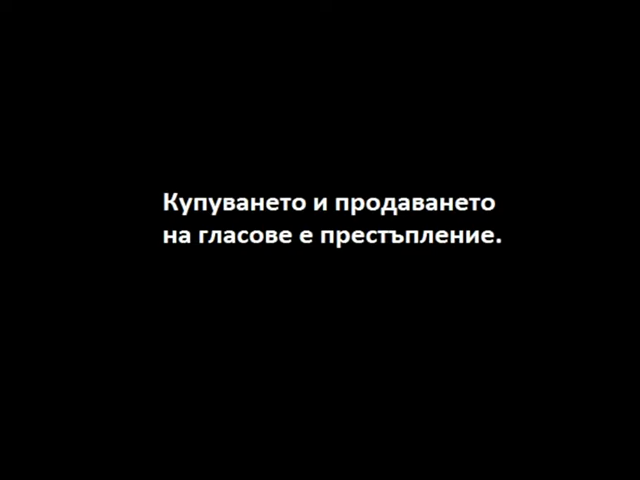 Купуването и продаването
на гласове е престъпление.